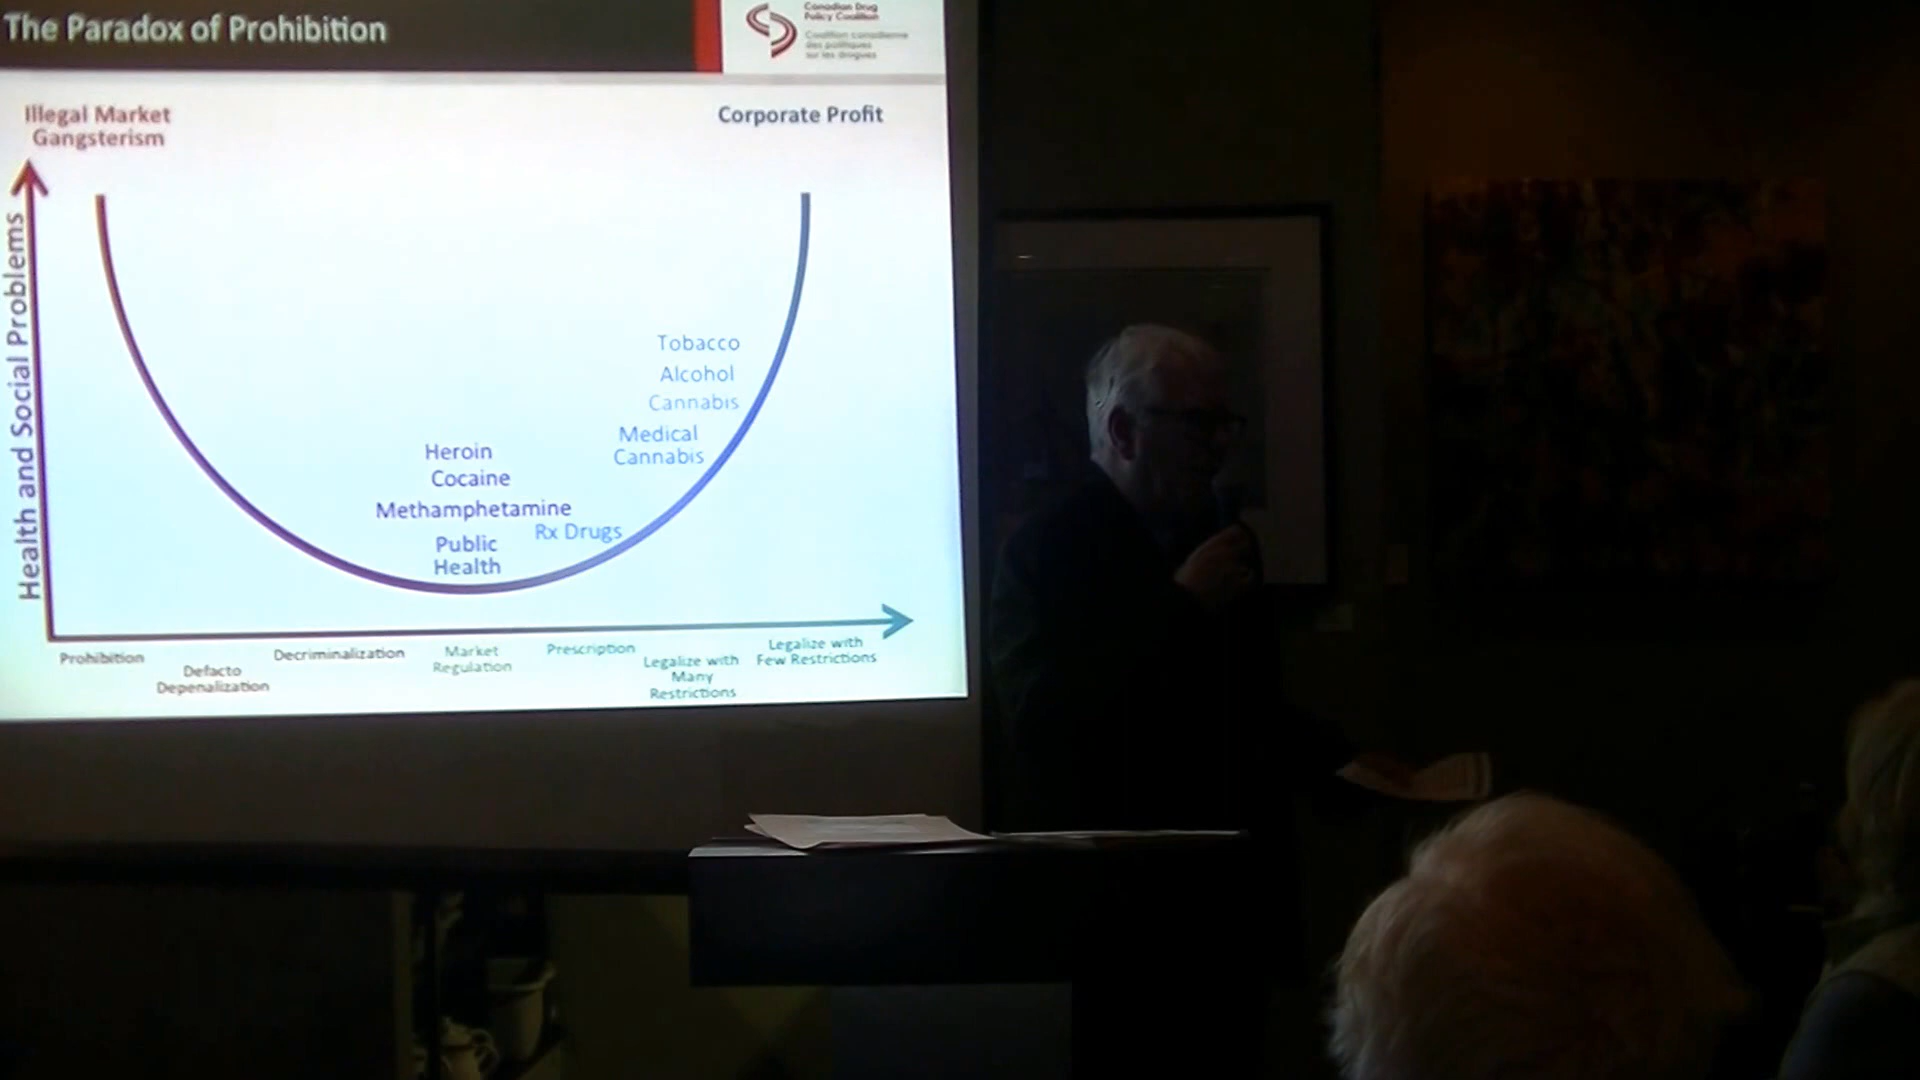 The Paradox of Prohibition
Canadian Drug
Policy Coalition
Coalition canadienne
des politiques
sur les drogues
Illegal Market
Gangsterism
Corporate Profit
Health and Social Problems
Tobacco
Alcohol
Cannabis
Medical
Cannabis
Heroin
Cocaine
Methamphetamine
Rx Drugs
Public
Health
Prohibition
Defacto
Depenalization
Decriminalization
Market
Regulation
Prescription
Legalize with
Many
Restrictions
Legalize with
Few Restrictions